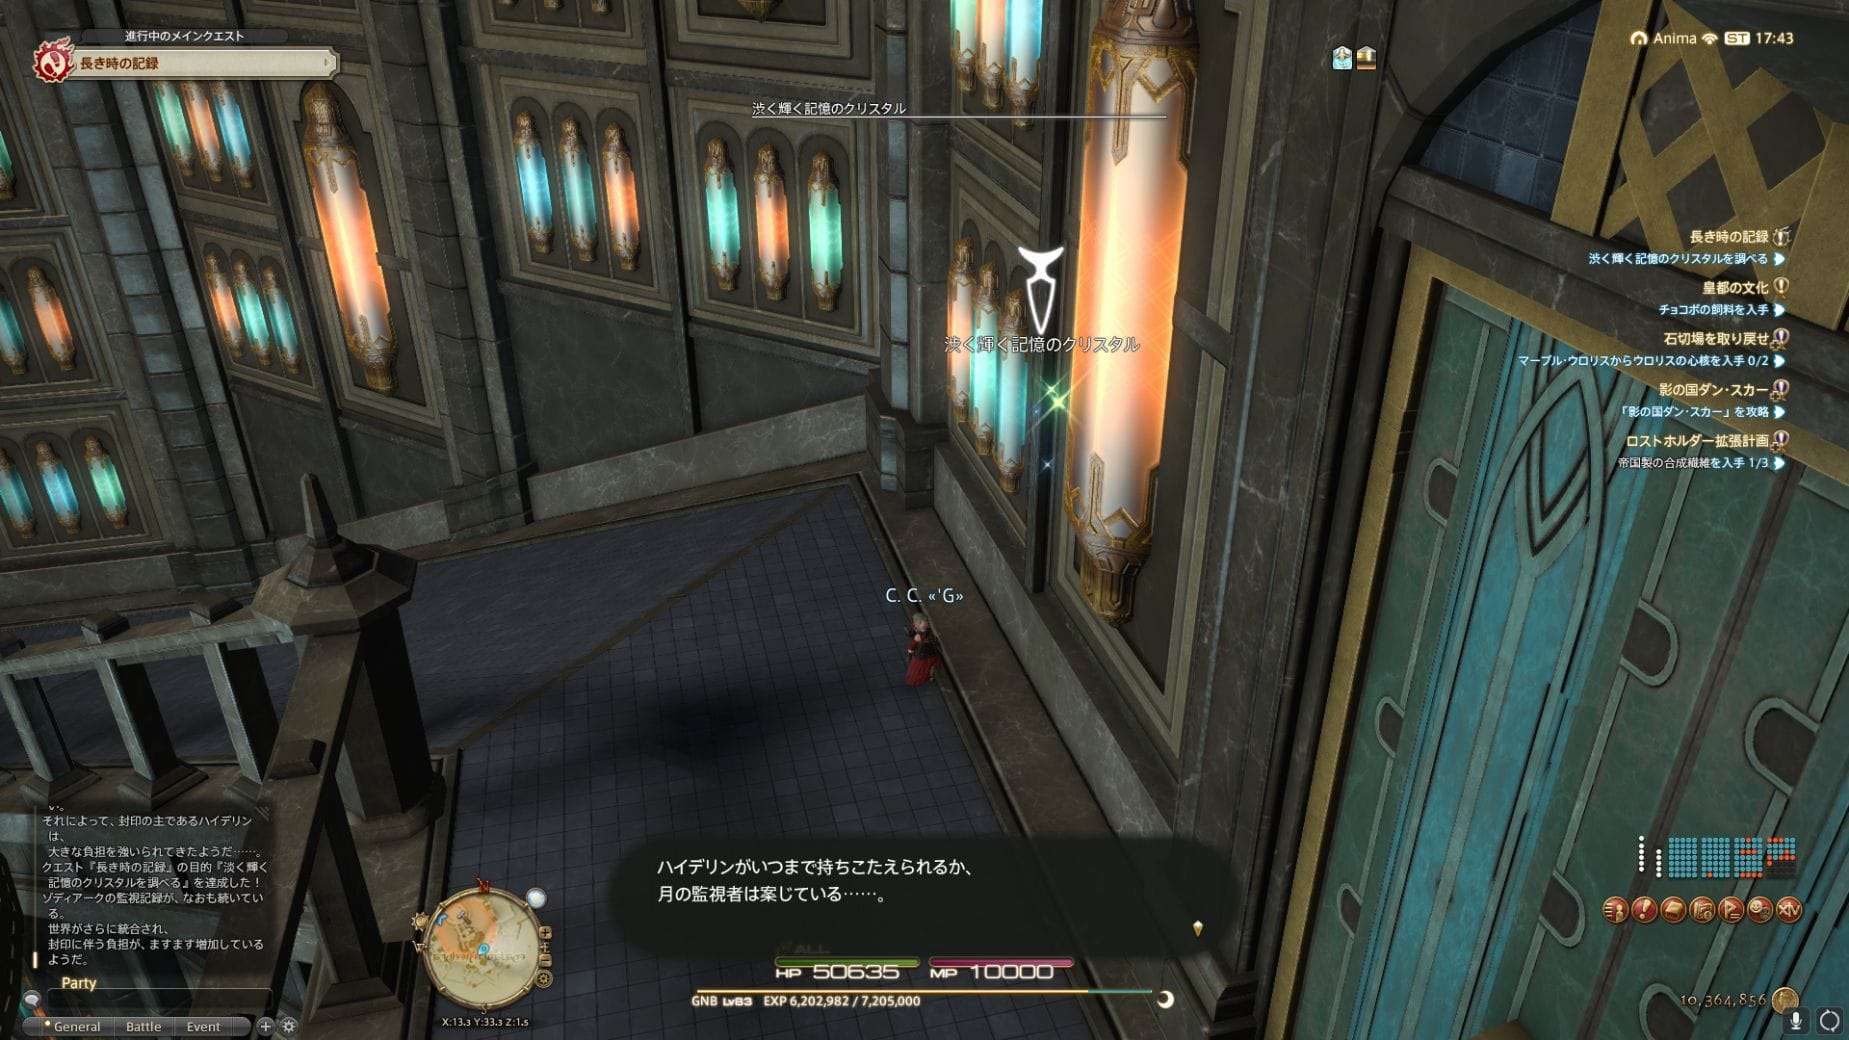 進行中のメインクエスト
長き時の記録
渋く輝く記憶のクリスタル
Anima ST 17:43
渋く輝く記憶のクリスタル
長き時の記録
渋く輝く記憶のクリスタルを調べる
皇都の文化
チョコボの飼料を入手
石切場を取り戻せ
マーブル・ウロリスからウロリスの心核を入手 0/2
影の国ダン・スカー
「影の国ダン・スカー」を攻略
ロストホルダー拡張計画
帝国製の合成繊維を入手 1/3
C. C. «'G»
い。
それによって、封印の主であるハイデリン
は、
大きな負担を強いられてきたようだ……。
クエスト『長き時の記録』の目的『淡く輝く
記憶のクリスタルを調べる』を達成した！
ゾディアークの監視記録が、なおも続いてい
る。
世界がさらに統合され、
封印に伴う負担が、ますます増加している
ようだ。
Party
General Battle Event
X:13.3 Y:33.3 Z:1.5
ハイデリンがいつまで持ちこたえられるか、
月の監視者は案じている……。
ALL
HP 50635 MP 10000
GNB Lv83 EXP 6,202,982 / 7,205,000
XIV
10,364,856